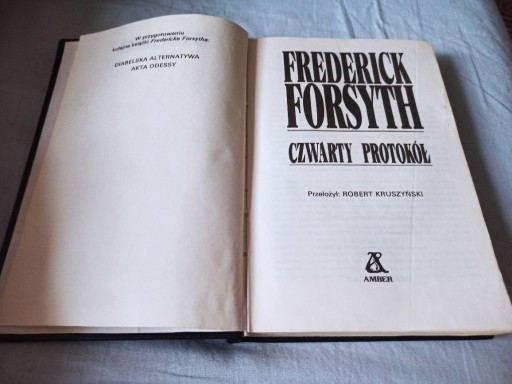 W przygotowaniu
kolejne książki Fredericka Forsytha:
DIABELSKA ALTERNATYWA
AKTA ODESSY
FREDERICK
FORSYTH
CZWARTY PROTOKÓŁ
Przełożył: ROBERT KRUSZYŃSKI
AMBER